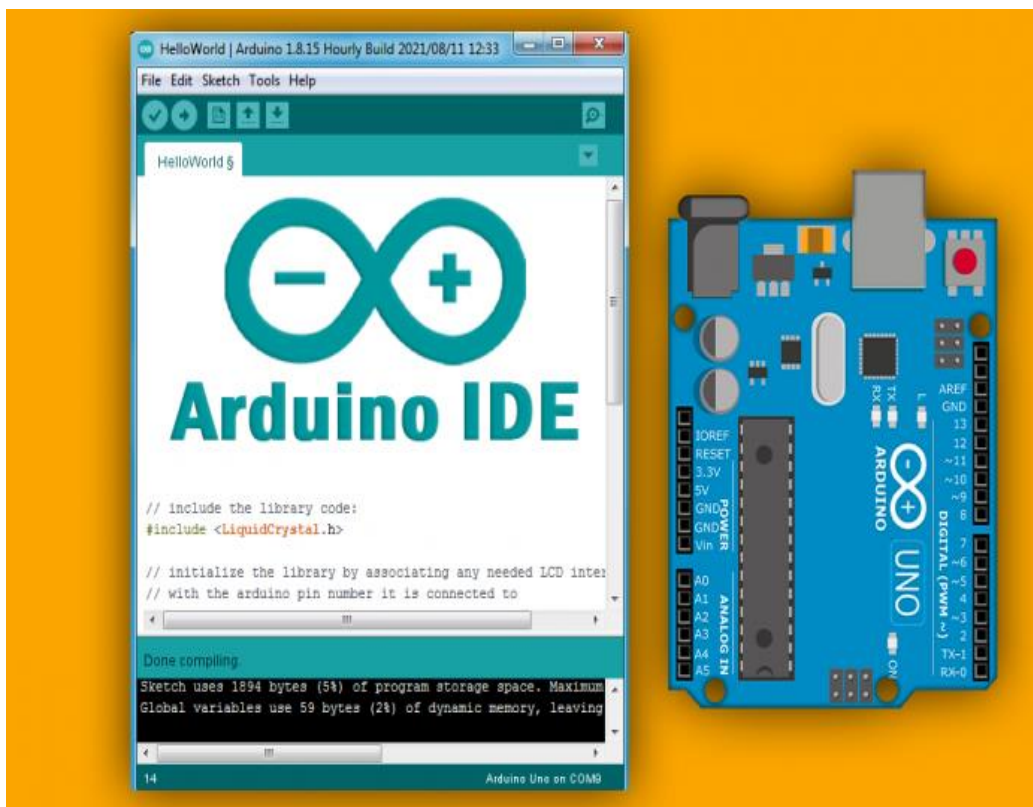 HelloWorld | Arduino 1.8.15 Hourly Build 2021/08/11 12:33
File Edit Sketch Tools Help
HelloWorld §
Arduino IDE
// include the library code:
#include <LiquidCrystal.h>
// initialize the library by associating any needed LCD inter
// with the arduino pin number it is connected to
Done compiling.
Sketch uses 1894 bytes (5%) of program storage space. Maximum
Global variables use 59 bytes (2%) of dynamic memory, leaving
14
Arduino Uno on COM9
RX
TX
L
ARDUINO
UNO
IOREF
RESET
3.3V
5V
GND
GND
Vin
POWER
A0
A1
A2
A3
A4
A5
ANALOG IN
AREF
GND
13
12
~11
~10
~9
8
7
~6
~5
4
~3
2
TX-1
RX-0
DIGITAL (PWM ~)
ON